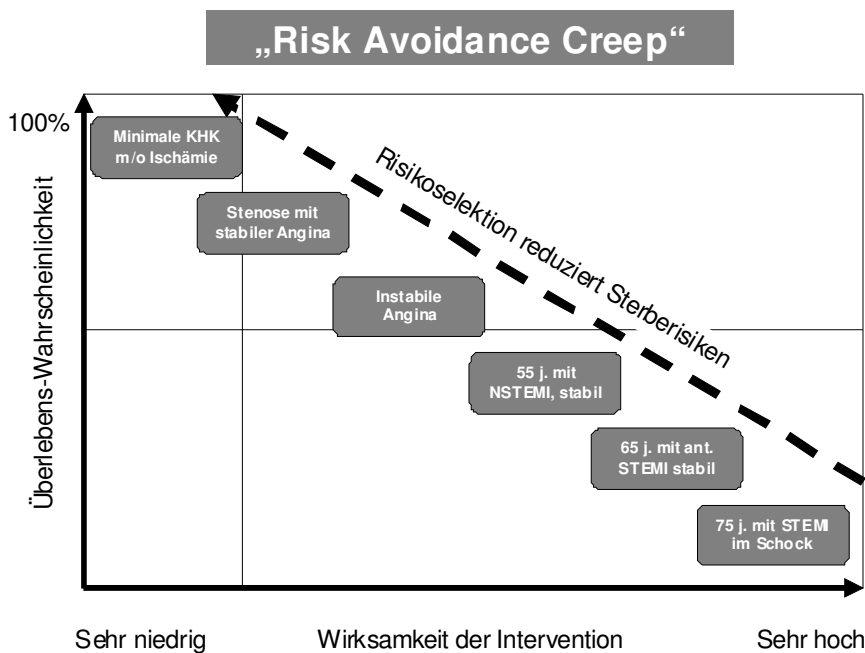 „Risk Avoidance Creep“
100%
Minimale KHK
m/o Ischämie
Stenose mit
stabiler Angina
Instabile
Angina
55 j. mit
NSTEMI, stabil
65 j. mit ant.
STEMI stabil
75 j. mit STEMI
im Schock
Risikoselektion reduziert Sterberisiken
Überlebens-Wahrscheinlichkeit
Sehr niedrig
Wirksamkeit der Intervention
Sehr hoch